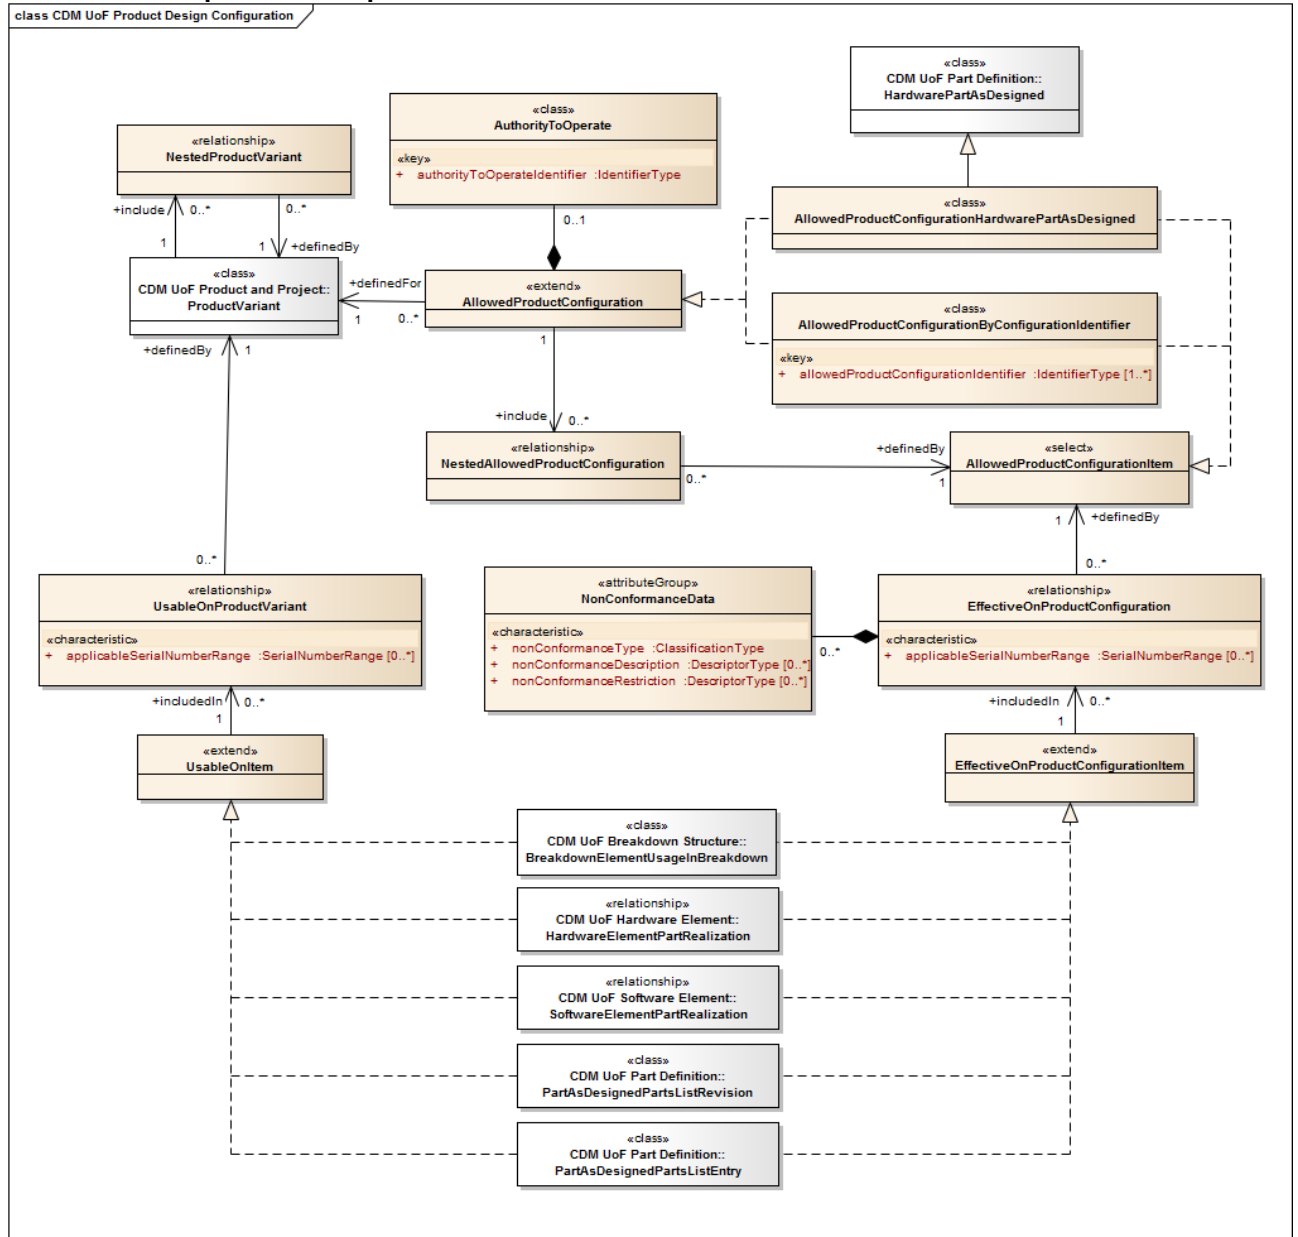 class CDM UoF Product Design Configuration
«class»
CDM UoF Part Definition::
HardwarePartAsDesigned
«class»
AuthorityToOperate
«key»
+ authorityToOperateIdentifier :IdentifierType
«relationship»
NestedProductVariant
+include
0..*
0..*
1
1
+definedBy
0..1
«class»
AllowedProductConfigurationHardwarePartAsDesigned
«class»
CDM UoF Product and Project::
ProductVariant
+definedFor
1
0..*
«extend»
AllowedProductConfiguration
1
«class»
AllowedProductConfigurationByConfigurationIdentifier
«key»
+ allowedProductConfigurationIdentifier :IdentifierType [1..*]
+definedBy
1
+include
0..*
«relationship»
NestedAllowedProductConfiguration
0..*
+definedBy
1
«select»
AllowedProductConfigurationItem
1
+definedBy
0..*
0..*
«relationship»
UsableOnProductVariant
«characteristic»
+ applicableSerialNumberRange :SerialNumberRange [0..*]
«attributeGroup»
NonConformanceData
«characteristic»
+ nonConformanceType :ClassificationType
+ nonConformanceDescription :DescriptorType [0..*]
+ nonConformanceRestriction :DescriptorType [0..*]
0..*
«relationship»
EffectiveOnProductConfiguration
«characteristic»
+ applicableSerialNumberRange :SerialNumberRange [0..*]
+includedIn
0..*
1
+includedIn
0..*
1
«extend»
UsableOnItem
«extend»
EffectiveOnProductConfigurationItem
«class»
CDM UoF Breakdown Structure::
BreakdownElementUsageInBreakdown
«relationship»
CDM UoF Hardware Element::
HardwareElementPartRealization
«relationship»
CDM UoF Software Element::
SoftwareElementPartRealization
«class»
CDM UoF Part Definition::
PartAsDesignedPartsListRevision
«class»
CDM UoF Part Definition::
PartAsDesignedPartsListEntry